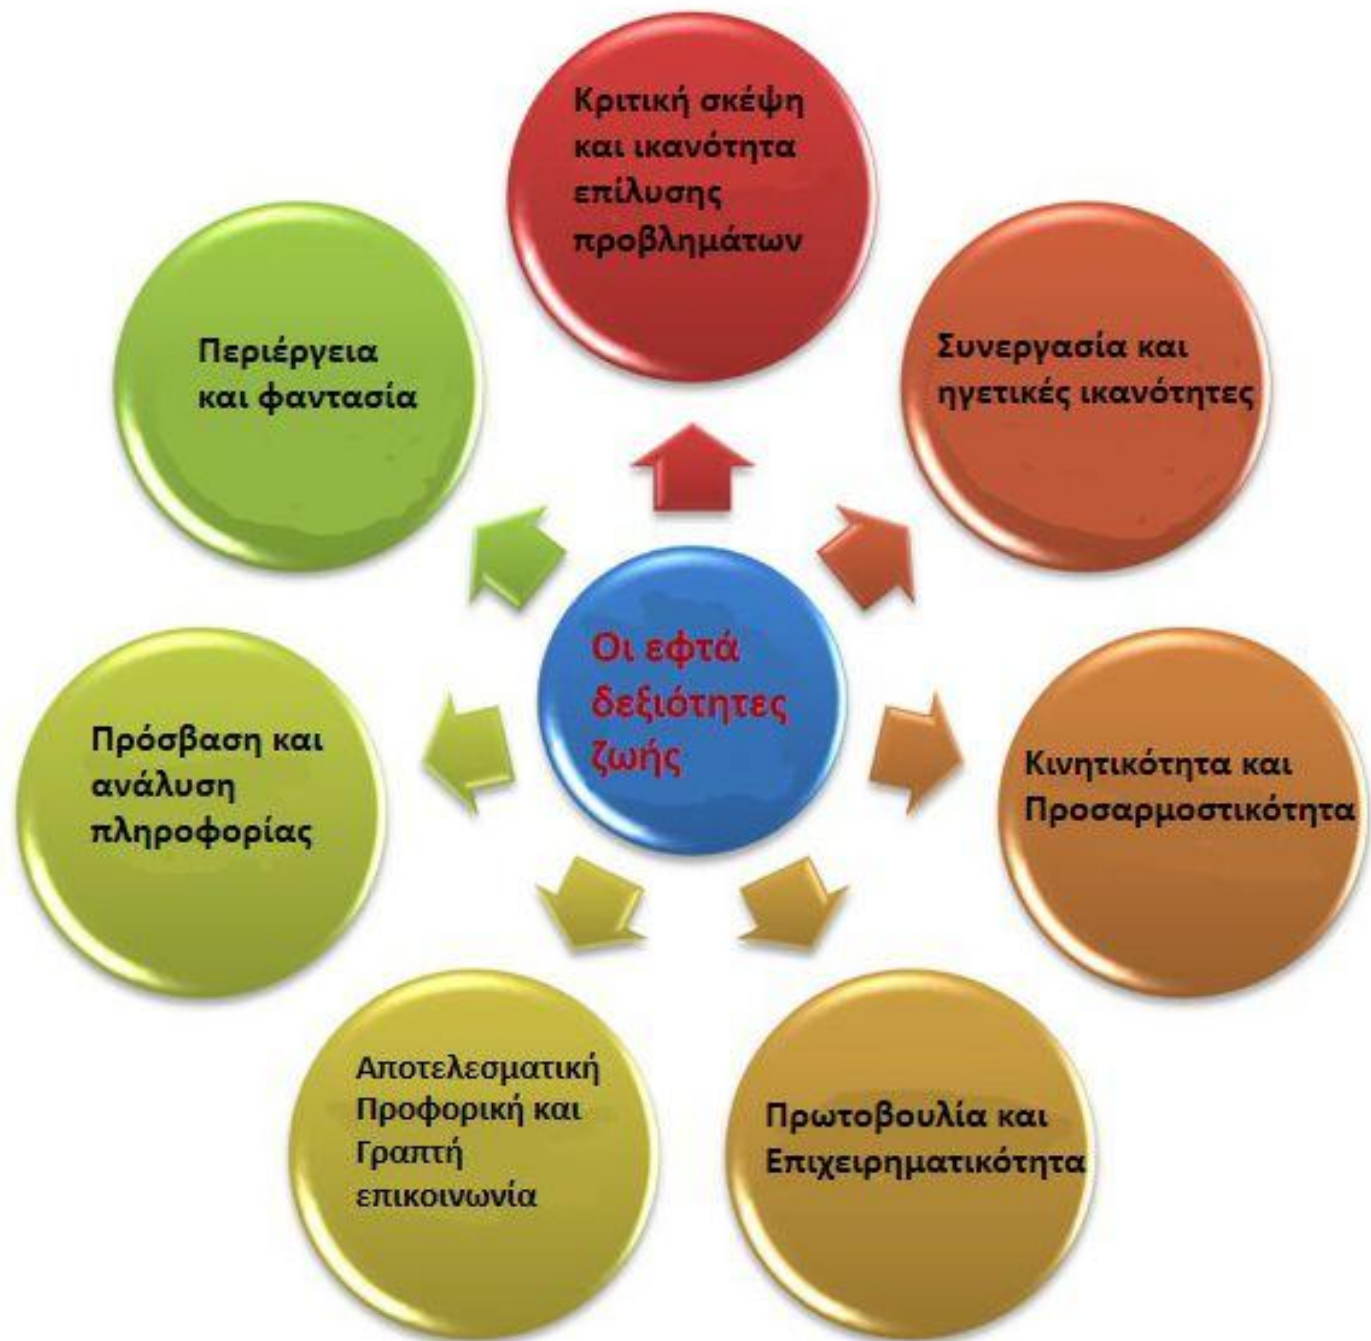 Κριτική σκέψη
και ικανότητα
επίλυσης
προβλημάτων
Συνεργασία και
ηγετικές ικανότητες
Κινητικότητα και
Προσαρμοστικότητα
Πρωτοβουλία και
Επιχειρηματικότητα
Αποτελεσματική
Προφορική και
Γραπτή
επικοινωνία
Πρόσβαση και
ανάλυση
πληροφορίας
Περιέργεια
και φαντασία
Οι εφτά
δεξιότητες
ζωής